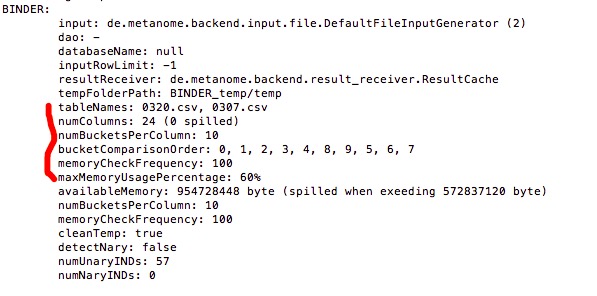 BINDER:
input: de.metanome.backend.input.file.DefaultFileInputGenerator (2)
dao: -
databaseName: null
inputRowLimit: -1
resultReceiver: de.metanome.backend.result_receiver.ResultCache
tempFolderPath: BINDER_temp/temp
tableNames: 0320.csv, 0307.csv
numColumns: 24 (0 spilled)
numBucketsPerColumn: 10
bucketComparisonOrder: 0, 1, 2, 3, 4, 8, 9, 5, 6, 7
memoryCheckFrequency: 100
maxMemoryUsagePercentage: 60%
availableMemory: 954728448 byte (spilled when exeeding 572837120 byte)
numBucketsPerColumn: 10
memoryCheckFrequency: 100
cleanTemp: true
detectNary: false
numUnaryINDs: 57
numNaryINDs: 0